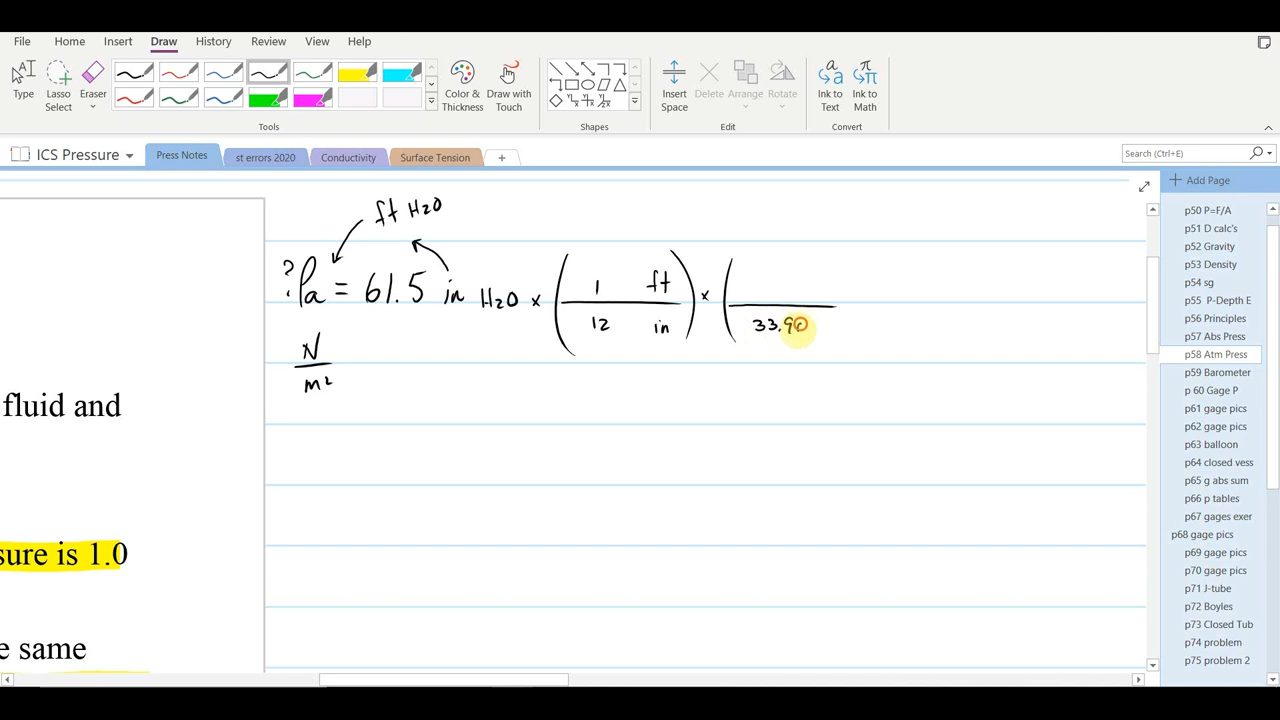 File Home Insert Draw History Review View Help
Type Lasso Select Eraser Color & Thickness Draw with Touch Insert Space Delete Arrange Rotate Ink to Text Ink to Math
Tools Shapes Edit Convert
ICS Pressure Press Notes st errors 2020 Conductivity Surface Tension + Search (Ctrl+E)
Add Page
ft H2O
? Pa = 61.5 in H2O × ( 1 ft / 12 in ) × ( / 33.90
N
m²
fluid and
sure is 1.0
e same
p50 P=F/A
p51 D calc's
p52 Gravity
p53 Density
p54 sg
p55 P-Depth E
p56 Principles
p57 Abs Press
p58 Atm Press
p59 Barometer
p 60 Gage P
p61 gage pics
p62 gage pics
p63 balloon
p64 closed vess
p65 g abs sum
p66 p tables
p67 gages exer
p68 gage pics
p69 gage pics
p70 gage pics
p71 J-tube
p72 Boyles
p73 Closed Tub
p74 problem
p75 problem 2